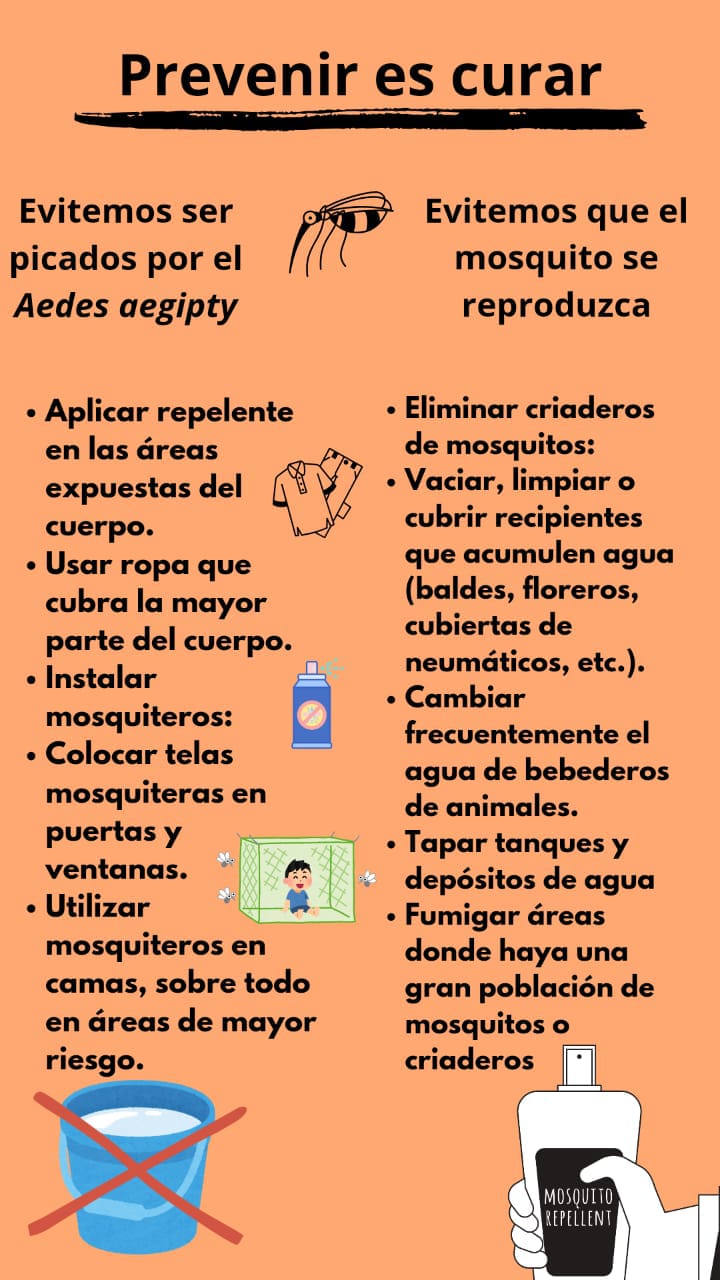 Prevenir es curar
Evitemos ser
picados por el
Aedes aegipty
Evitemos que el
mosquito se
reproduzca
• Aplicar repelente
en las áreas
expuestas del
cuerpo.
• Usar ropa que
cubra la mayor
parte del cuerpo.
• Instalar
mosquiteros:
• Colocar telas
mosquiteras en
puertas y
ventanas.
• Utilizar
mosquiteros en
camas, sobre todo
en áreas de mayor
riesgo.
• Eliminar criaderos
de mosquitos:
• Vaciar, limpiar o
cubrir recipientes
que acumulen agua
(baldes, floreros,
cubiertas de
neumáticos, etc.).
• Cambiar
frecuentemente el
agua de bebederos
de animales.
• Tapar tanques y
depósitos de agua
• Fumigar áreas
donde haya una
gran población de
mosquitos o
criaderos
MOSQUITO
REPELLENT